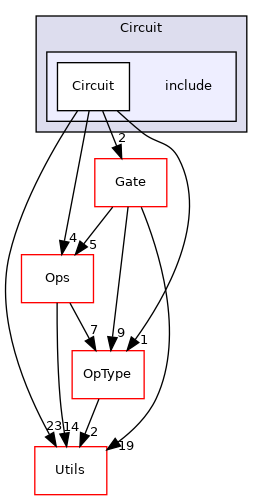 Circuit
Circuit include
2
Gate
4 5
Ops
7 9 1
OpType
23 14 2 19
Utils